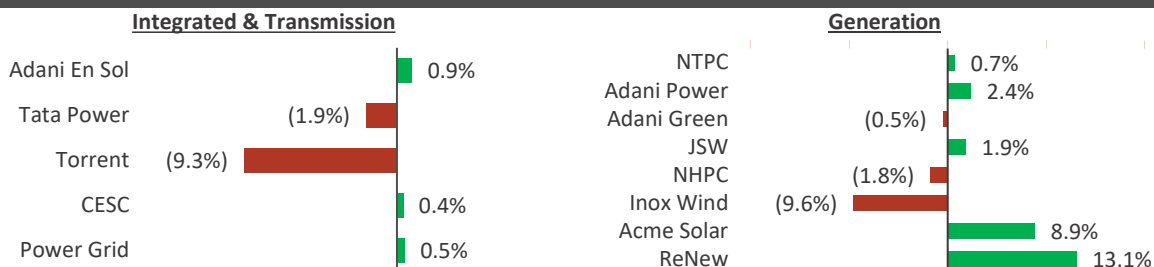 Integrated & Transmission
Adani En Sol 0.9%
Tata Power (1.9%)
Torrent (9.3%)
CESC 0.4%
Power Grid 0.5%
Generation
NTPC 0.7%
Adani Power 2.4%
Adani Green (0.5%)
JSW 1.9%
NHPC (1.8%)
Inox Wind (9.6%)
Acme Solar 8.9%
ReNew 13.1%